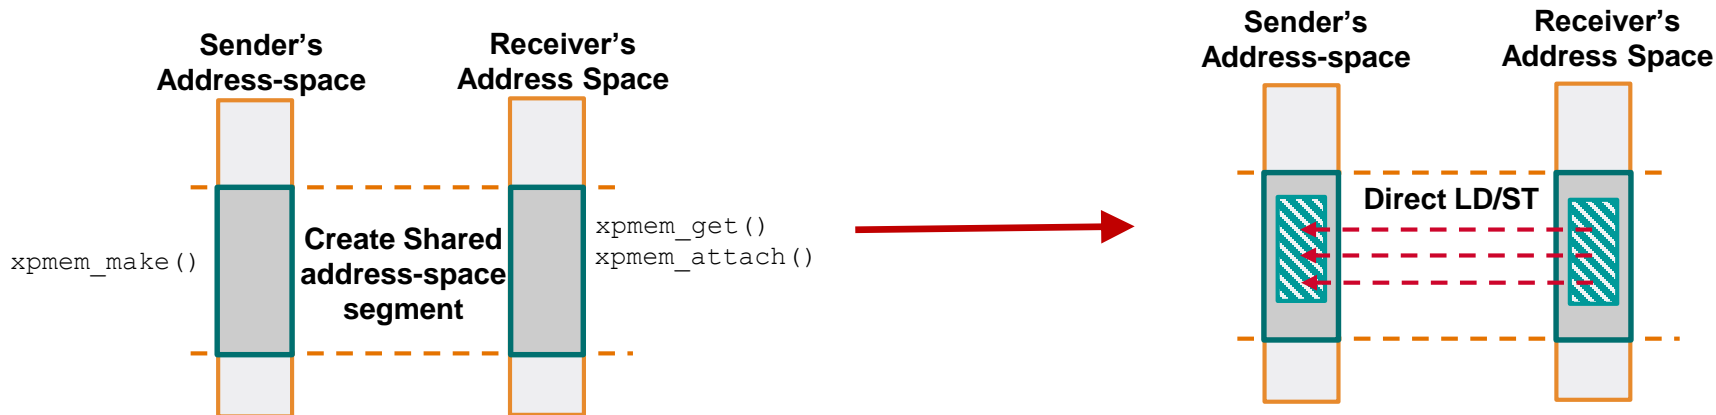 Sender's
Address-space
Receiver's
Address Space
xpmem_make()
Create Shared
address-space
segment
xpmem_get()
xpmem_attach()
Sender's
Address-space
Receiver's
Address Space
Direct LD/ST